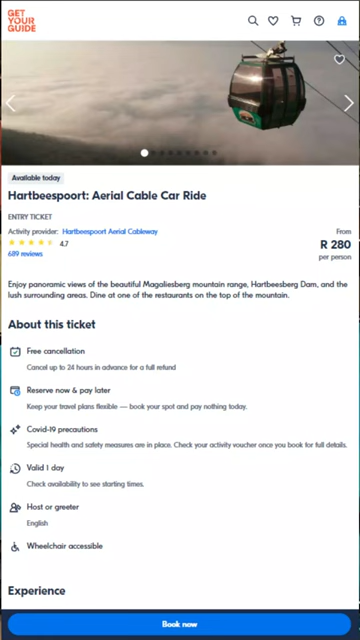 GET
YOUR
GUIDE
Available today
Hartbeespoort: Aerial Cable Car Ride
ENTRY TICKET
Activity provider: Hartbeespoort Aerial Cableway
4.7
689 reviews
From
R 280
per person
Enjoy panoramic views of the beautiful Magaliesberg mountain range, Hartbeesberg Dam, and the
lush surrounding areas. Dine at one of the restaurants on the top of the mountain.
About this ticket
Free cancellation
Cancel up to 24 hours in advance for a full refund
Reserve now & pay later
Keep your travel plans flexible — book your spot and pay nothing today.
Covid-19 precautions
Special health and safety measures are in place. Check your activity voucher once you book for full details.
Valid 1 day
Check availability to see starting times.
Host or greeter
English
Wheelchair accessible
Experience
Book now